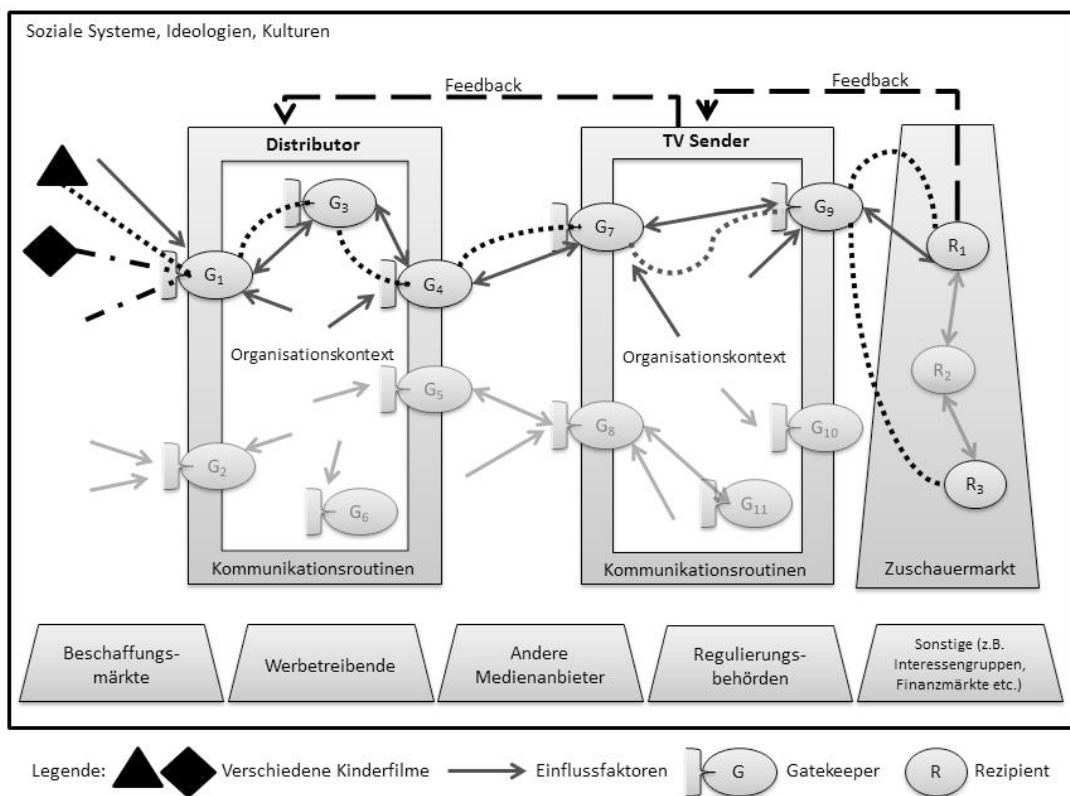 Soziale Systeme, Ideologien, Kulturen
Feedback
Feedback
Distributor
TV Sender
G3
G9
G7
R1
G1
G4
Organisationskontext
Organisationskontext
R2
G5
G8
G10
G2
R3
G6
G11
Kommunikationsroutinen
Kommunikationsroutinen
Zuschauermarkt
Beschaffungs-
märkte
Werbetreibende
Andere
Medienanbieter
Regulierungs-
behörden
Sonstige (z.B.
Interessengruppen,
Finanzmärkte etc.)
Legende:
Verschiedene Kinderfilme
Einflussfaktoren
G
Gatekeeper
R
Rezipient